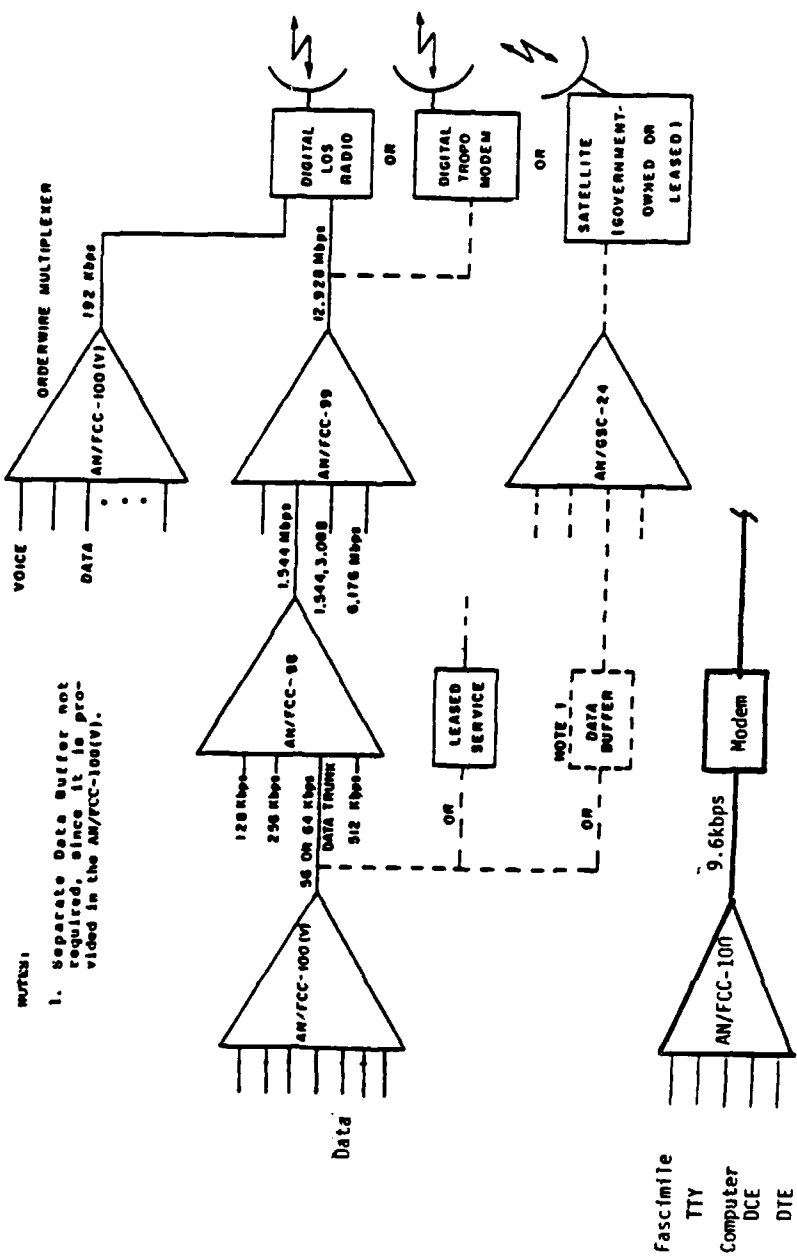 NOTES:
1. Separate Data Buffer not
required, since it is pro-
vided in the AN/FCC-100(V).
VOICE
DATA
AN/FCC-100(V)
ORDERWIRE MULTIPLEXER
192 Kbps
DIGITAL
LOS
RADIO
OR
DIGITAL
TROPO
MODEM
OR
SATELLITE
(GOVERNMENT-
OWNED OR
LEASED)
Data
AN/FCC-100(V)
128 Kbps
256 Kbps
56 OR 64 Kbps
DATA TRUNK
512 Kbps
AN/FCC-98
1.544 Mbps
1.544,3.088
6.176 Mbps
AN/FCC-99
12.928 Mbps
OR
LEASED
SERVICE
OR
NOTE 1
DATA
BUFFER
AN/GSC-24
Fascimile
TTY
Computer
DCE
DTE
AN/FCC-100
9.6kbps
Modem